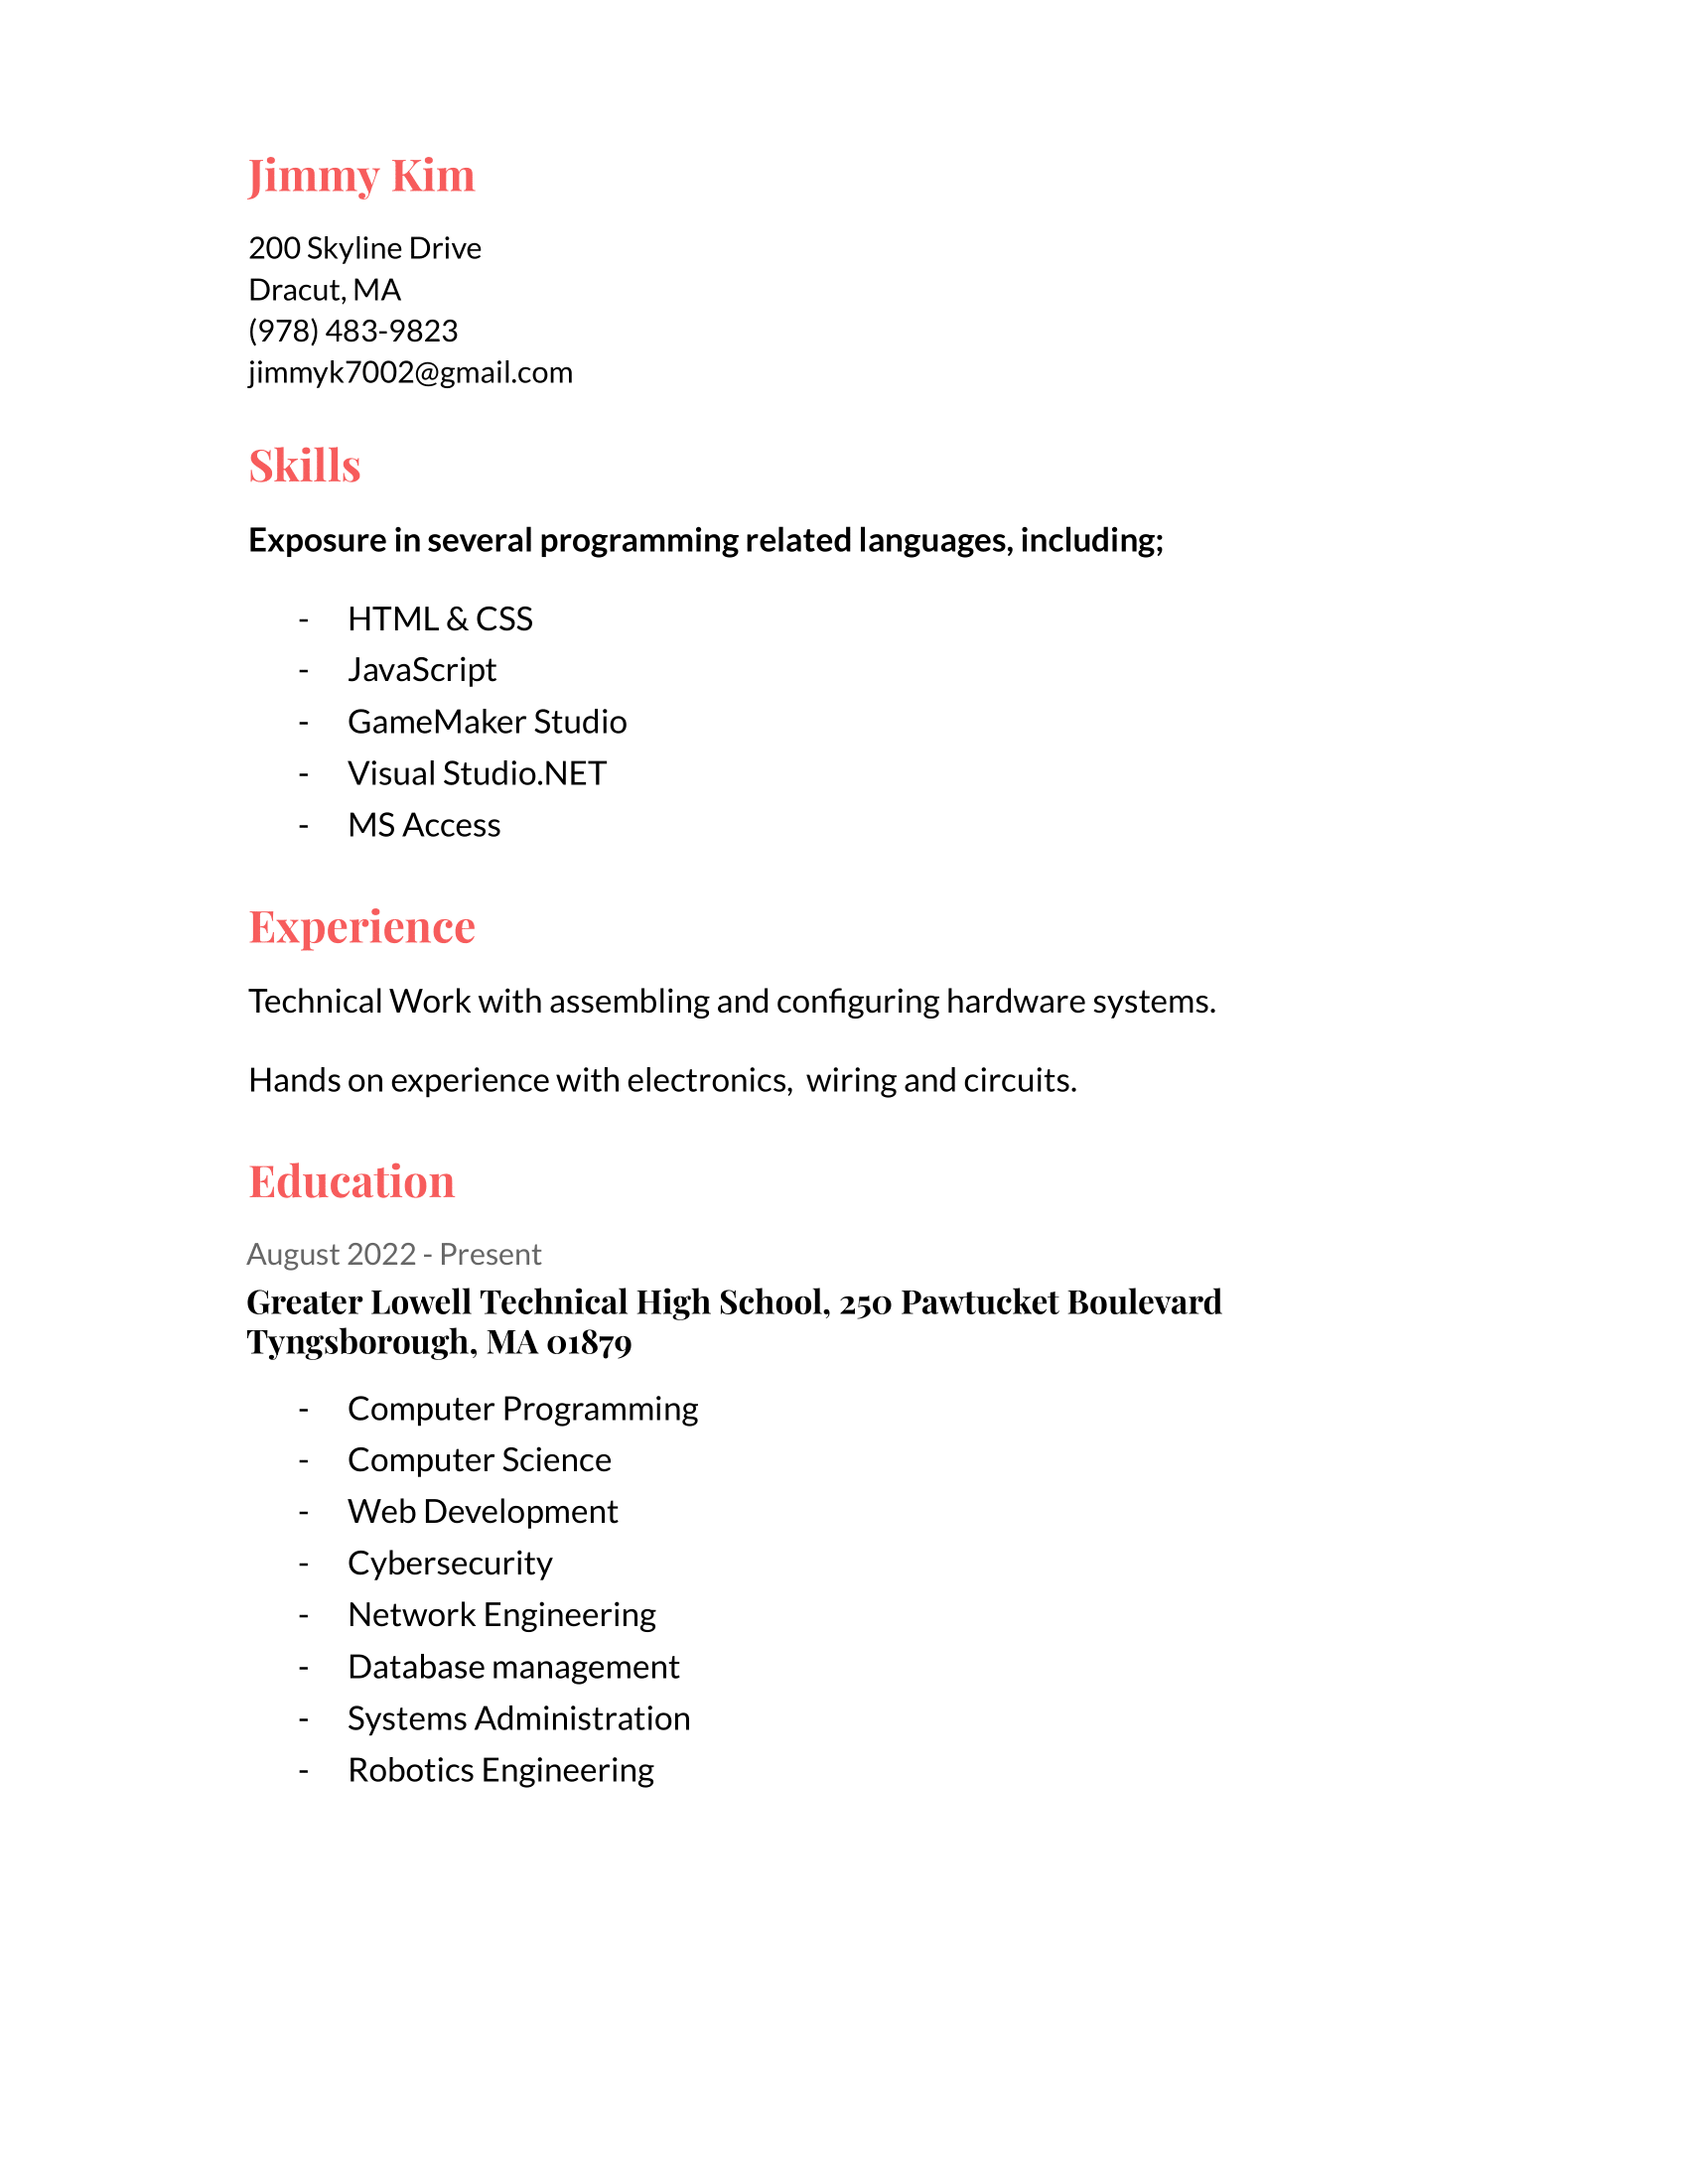 Jimmy Kim
200 Skyline Drive
Dracut, MA
(978) 483-9823
jimmyk7002@gmail.com
Skills
Exposure in several programming related languages, including;
- HTML & CSS
- JavaScript
- GameMaker Studio
- Visual Studio.NET
- MS Access
Experience
Technical Work with assembling and configuring hardware systems.
Hands on experience with electronics,  wiring and circuits.
Education
August 2022 - Present
Greater Lowell Technical High School, 250 Pawtucket Boulevard
Tyngsborough, MA 01879
- Computer Programming
- Computer Science
- Web Development
- Cybersecurity
- Network Engineering
- Database management
- Systems Administration
- Robotics Engineering